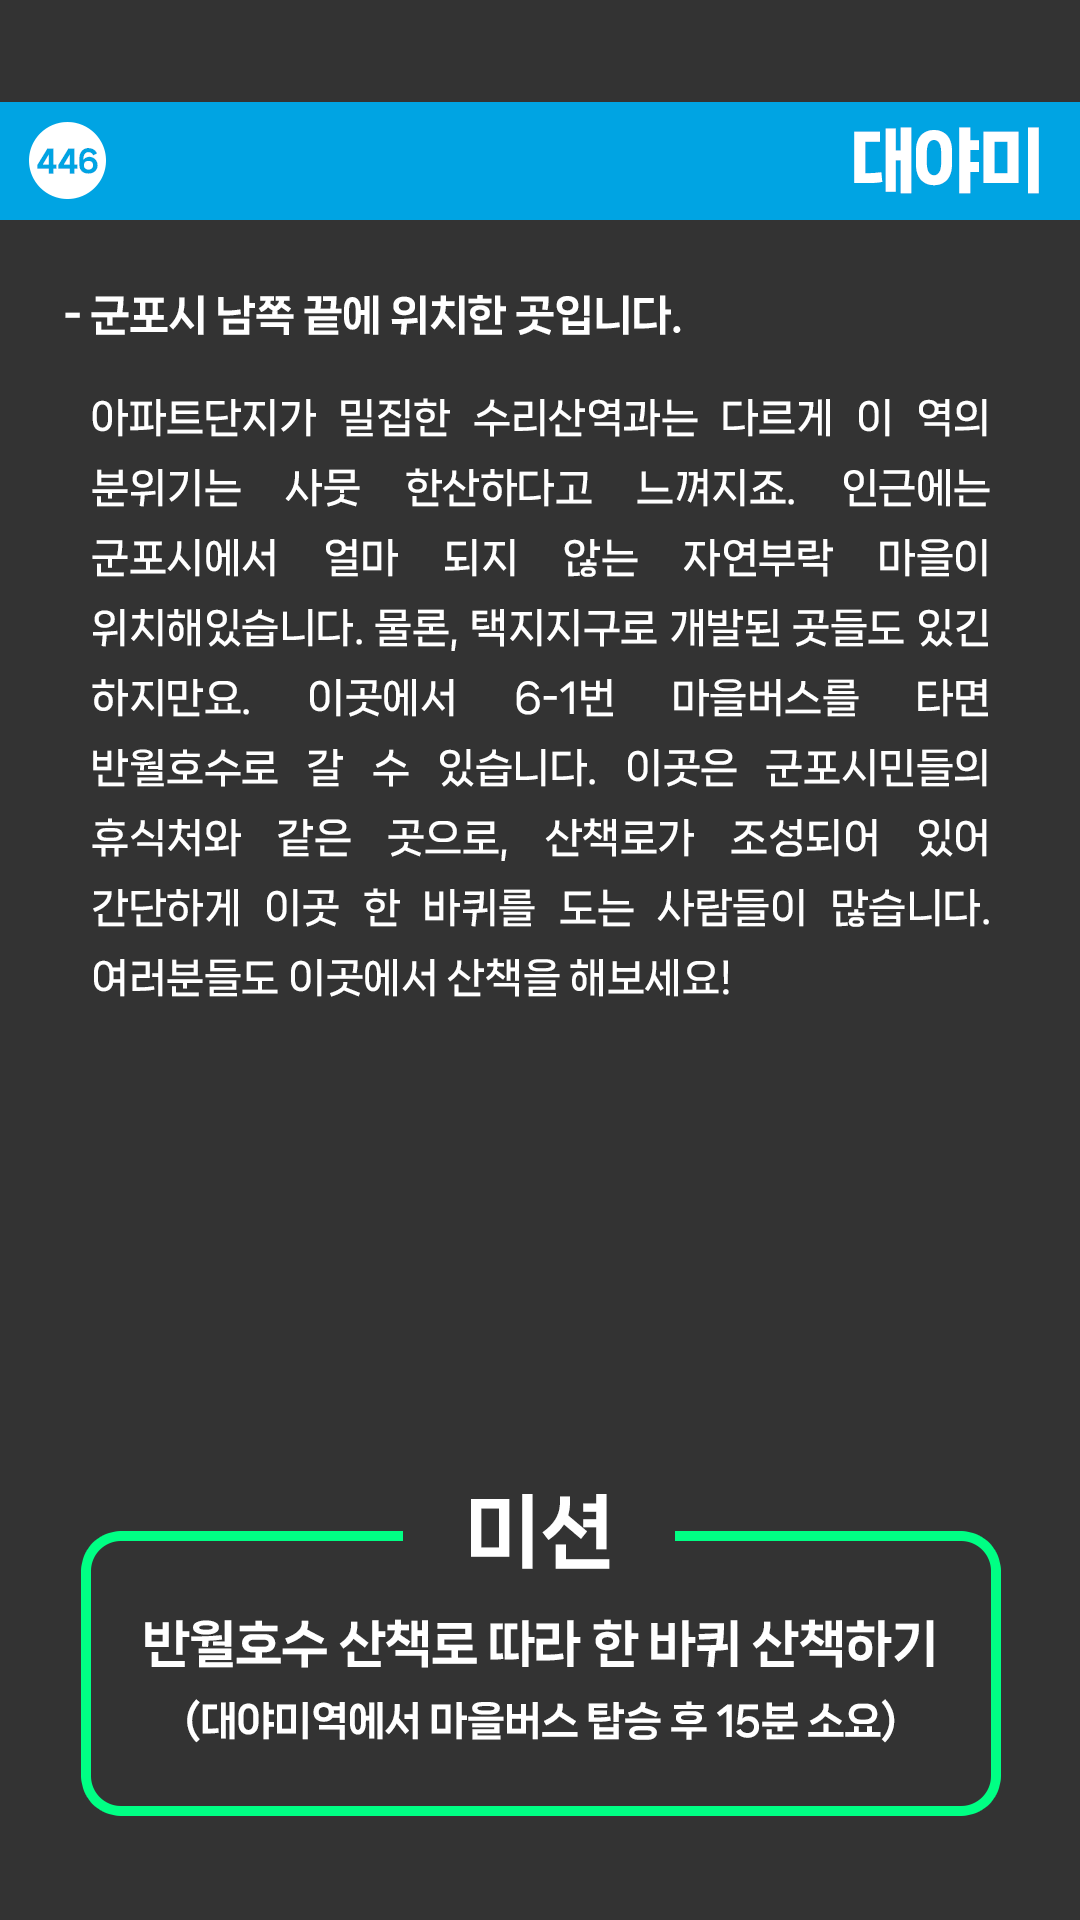 446
대야미
- 군포시 남쪽 끝에 위치한 곳입니다.
아파트단지가 밀집한 수리산역과는 다르게 이 역의
분위기는 사뭇 한산하다고 느껴지죠. 인근에는
군포시에서 얼마 되지 않는 자연부락 마을이
위치해있습니다. 물론, 택지지구로 개발된 곳들도 있긴
하지만요. 이곳에서 6-1번 마을버스를 타면
반월호수로 갈 수 있습니다. 이곳은 군포시민들의
휴식처와 같은 곳으로, 산책로가 조성되어 있어
간단하게 이곳 한 바퀴를 도는 사람들이 많습니다.
여러분들도 이곳에서 산책을 해보세요!
미션
반월호수 산책로 따라 한 바퀴 산책하기
(대야미역에서 마을버스 탑승 후 15분 소요)